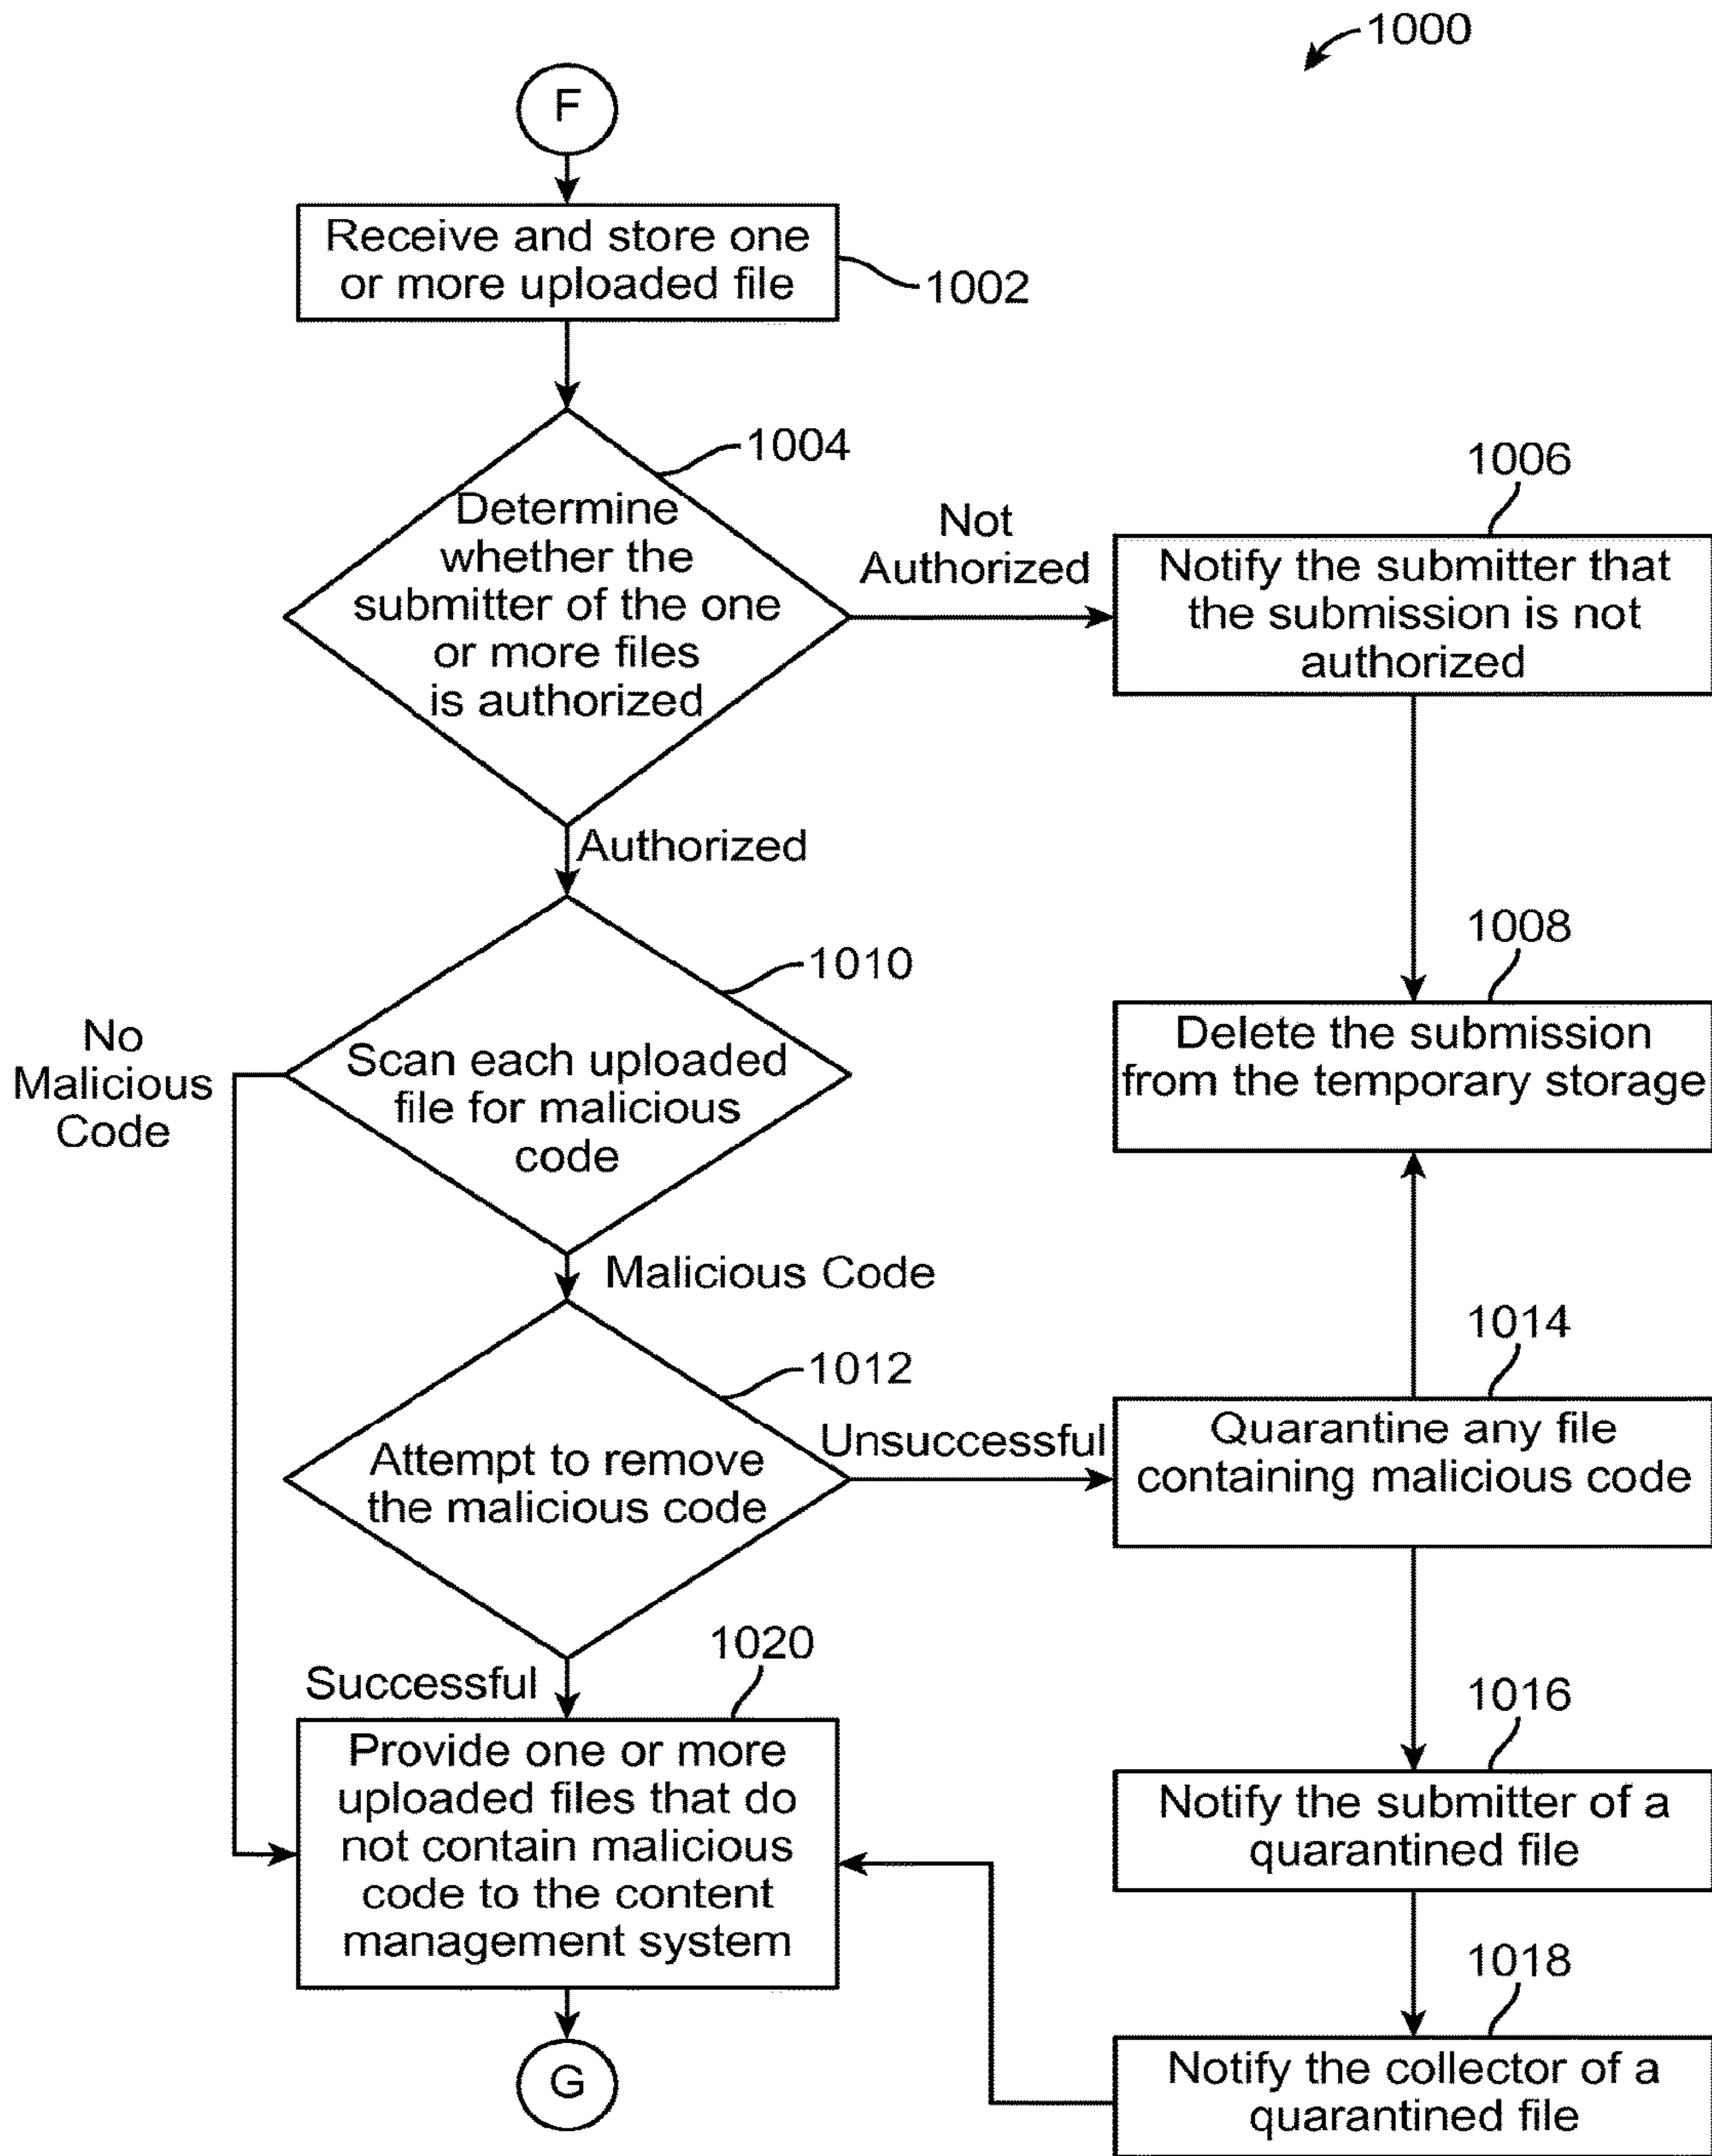 1000
F
Receive and store one
or more uploaded file
1002
1004
Determine
whether the
submitter of the one
or more files
is authorized
Not
Authorized
1006
Notify the submitter that
the submission is not
authorized
Authorized
1008
Delete the submission
from the temporary storage
1010
No
Malicious
Code
Scan each uploaded
file for malicious
code
Malicious Code
1012
Attempt to remove
the malicious code
Unsuccessful
1014
Quarantine any file
containing malicious code
Successful
1020
Provide one or more
uploaded files that do
not contain malicious
code to the content
management system
1016
Notify the submitter of a
quarantined file
1018
Notify the collector of a
quarantined file
G